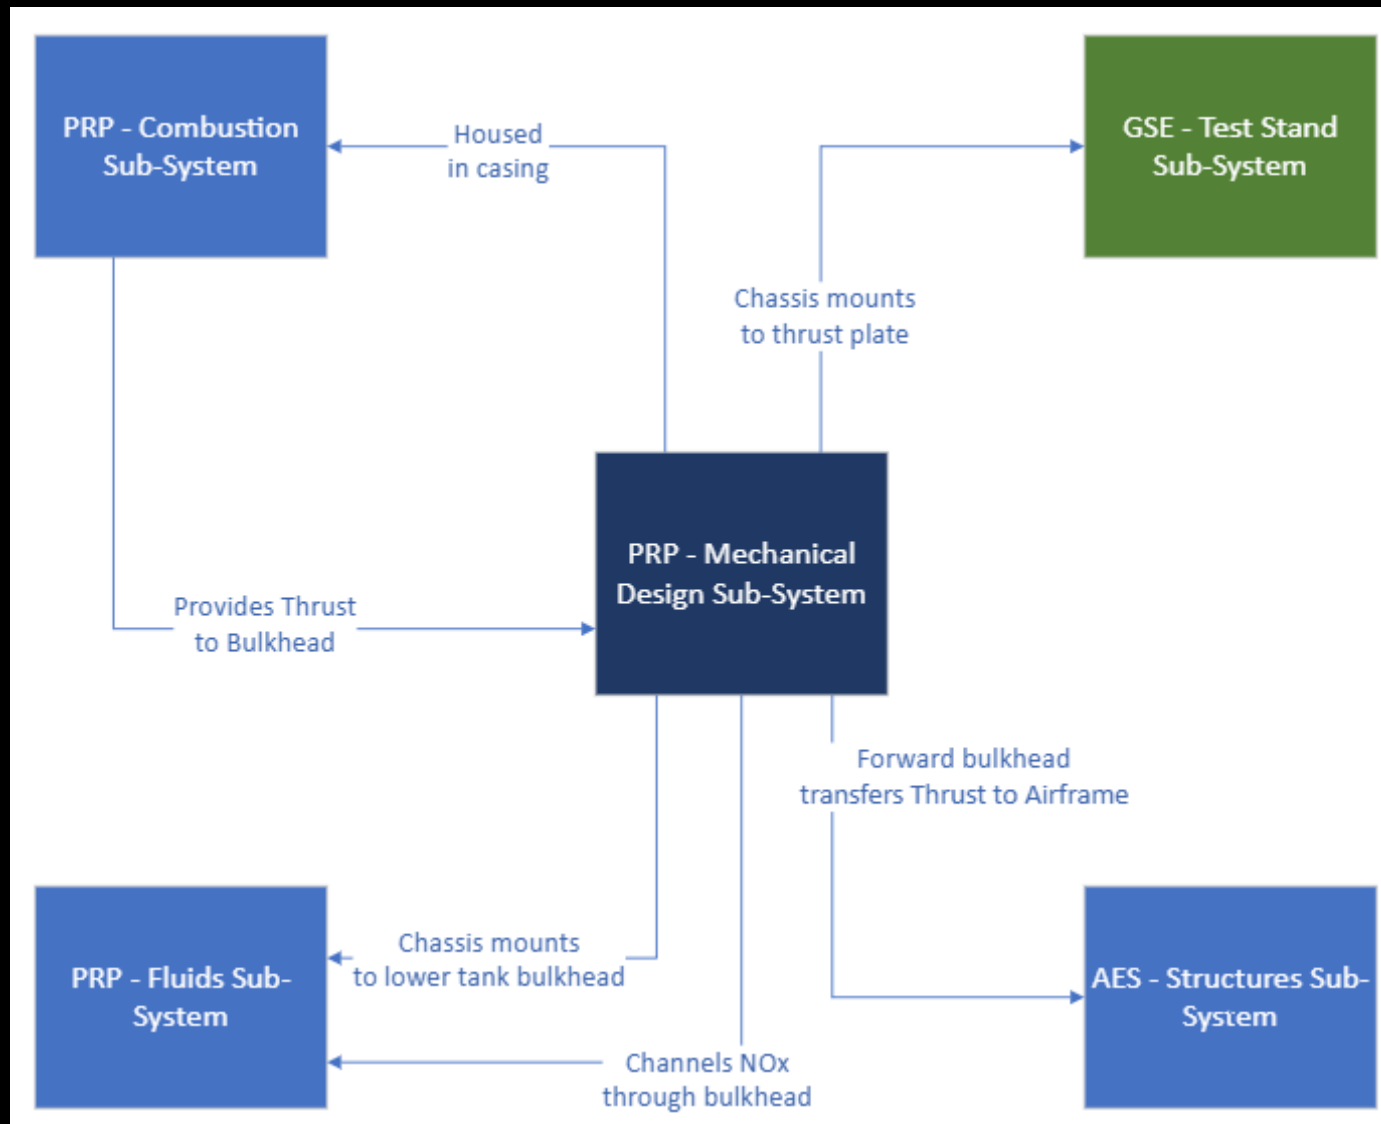 PRP - Combustion
Sub-System
GSE - Test Stand
Sub-System
Housed
in casing
Chassis mounts
to thrust plate
PRP - Mechanical
Design Sub-System
Provides Thrust
to Bulkhead
Forward bulkhead
transfers Thrust to Airframe
Chassis mounts
to lower tank bulkhead
PRP - Fluids Sub-
System
AES - Structures Sub-
System
Channels NOx
through bulkhead